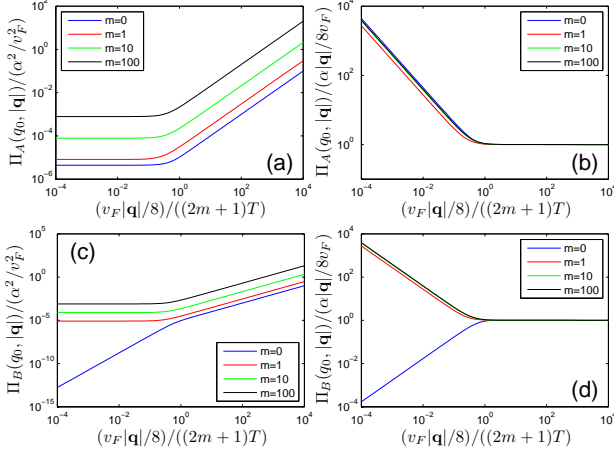 Π_A(q_0, |q|)/(α^2/v_F^2)
10^2
10^0
10^-2
10^-4
10^-6
m=0
m=1
m=10
m=100
(a)
10^-4 10^-2 10^0 10^2 10^4
(v_F|q|/8)/((2m + 1)T)
Π_A(q_0, |q|)/(α|q|/8v_F)
10^4
10^2
10^0
m=0
m=1
m=10
m=100
(b)
10^-4 10^-2 10^0 10^2 10^4
(v_F|q|/8)/((2m + 1)T)
Π_B(q_0, |q|)/(α^2/v_F^2)
10^5
10^0
10^-5
10^-10
10^-15
(c)
m=0
m=1
m=10
m=100
10^-4 10^-2 10^0 10^2 10^4
(v_F|q|/8)/((2m + 1)T)
Π_B(q_0, |q|)/(α|q|/8v_F)
10^4
10^2
10^0
10^-2
10^-4
m=0
m=1
m=10
m=100
(d)
10^-4 10^-2 10^0 10^2 10^4
(v_F|q|/8)/((2m + 1)T)